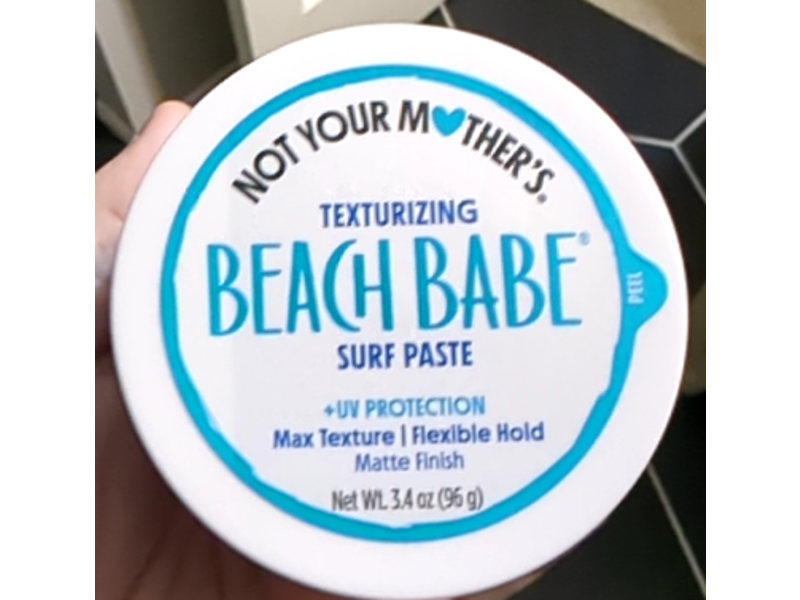 NOT YOUR MOTHER'S®
TEXTURIZING
BEACH BABE®
SURF PASTE
+UV PROTECTION
Max Texture | Flexible Hold
Matte Finish
Net Wt. 3.4 oz (96 g)
PEEL